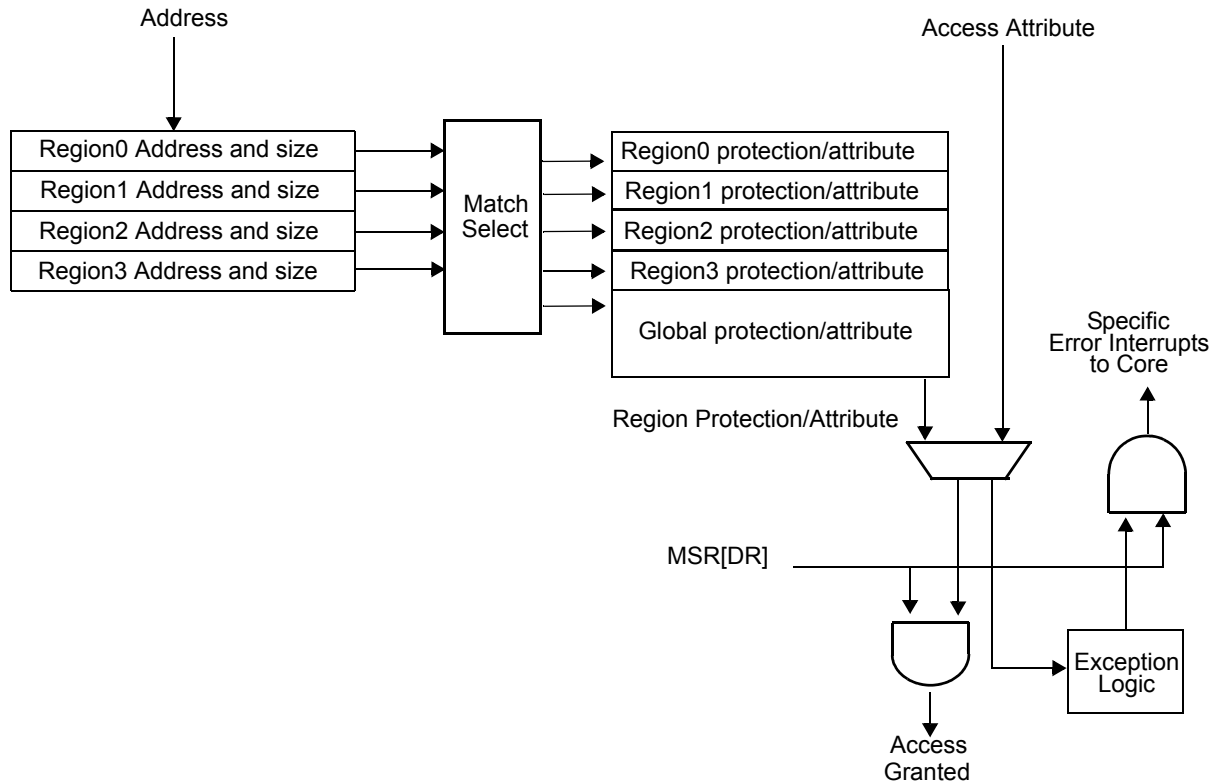 Address
Access Attribute
Region0 Address and size
Region1 Address and size
Region2 Address and size
Region3 Address and size
Match
Select
Region0 protection/attribute
Region1 protection/attribute
Region2 protection/attribute
Region3 protection/attribute
Global protection/attribute
Specific
Error Interrupts
to Core
Region Protection/Attribute
MSR[DR]
Exception
Logic
Access
Granted